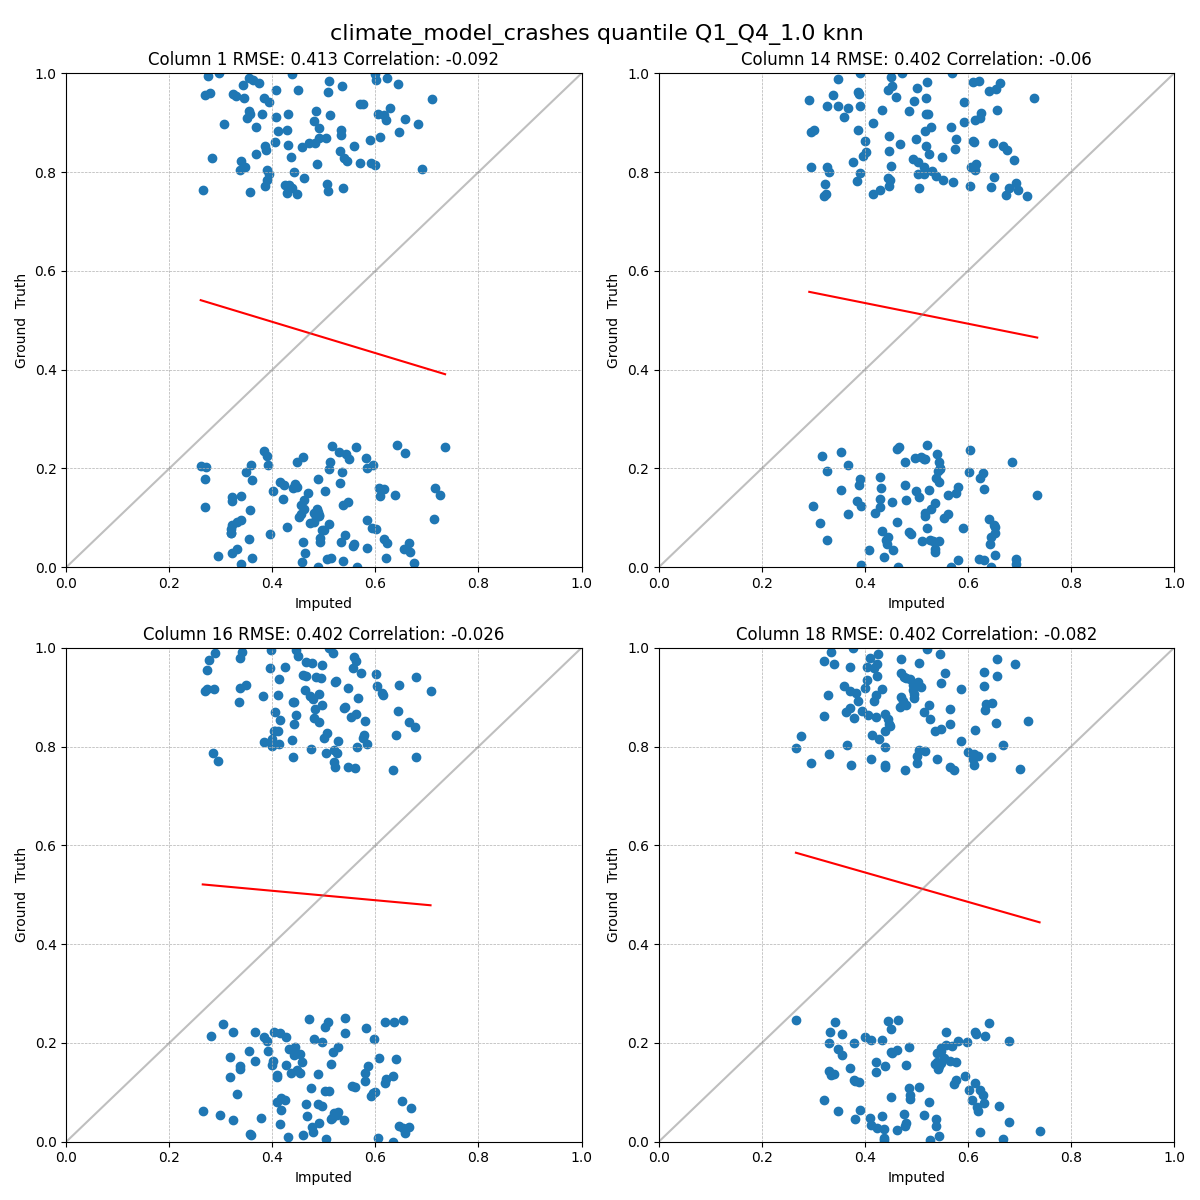 climate_model_crashes quantile Q1_Q4_1.0 knn
Column 1 RMSE: 0.413 Correlation: -0.092
1.0
0.8
0.6
0.4
0.2
0.0
Ground Truth
0.0 0.2 0.4 0.6 0.8 1.0
Imputed
Column 14 RMSE: 0.402 Correlation: -0.06
1.0
0.8
0.6
0.4
0.2
0.0
Ground Truth
0.0 0.2 0.4 0.6 0.8 1.0
Imputed
Column 16 RMSE: 0.402 Correlation: -0.026
1.0
0.8
0.6
0.4
0.2
0.0
Ground Truth
0.0 0.2 0.4 0.6 0.8 1.0
Imputed
Column 18 RMSE: 0.402 Correlation: -0.082
1.0
0.8
0.6
0.4
0.2
0.0
Ground Truth
0.0 0.2 0.4 0.6 0.8 1.0
Imputed